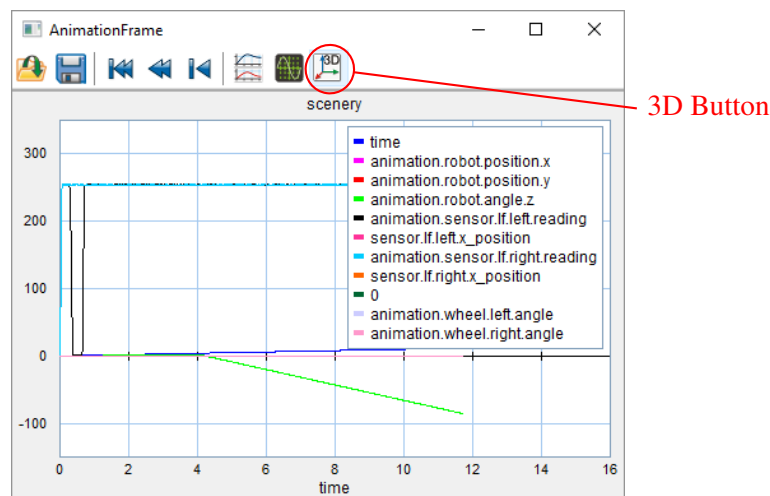 AnimationFrame
3D
3D Button
scenery
time
animation.robot.position.x
animation.robot.position.y
animation.robot.angle.z
animation.sensor.lf.left.reading
sensor.lf.left.x_position
animation.sensor.lf.right.reading
sensor.lf.right.x_position
0
animation.wheel.left.angle
animation.wheel.right.angle
300
200
100
0
-100
0 2 4 6 8 10 12 14 16
time